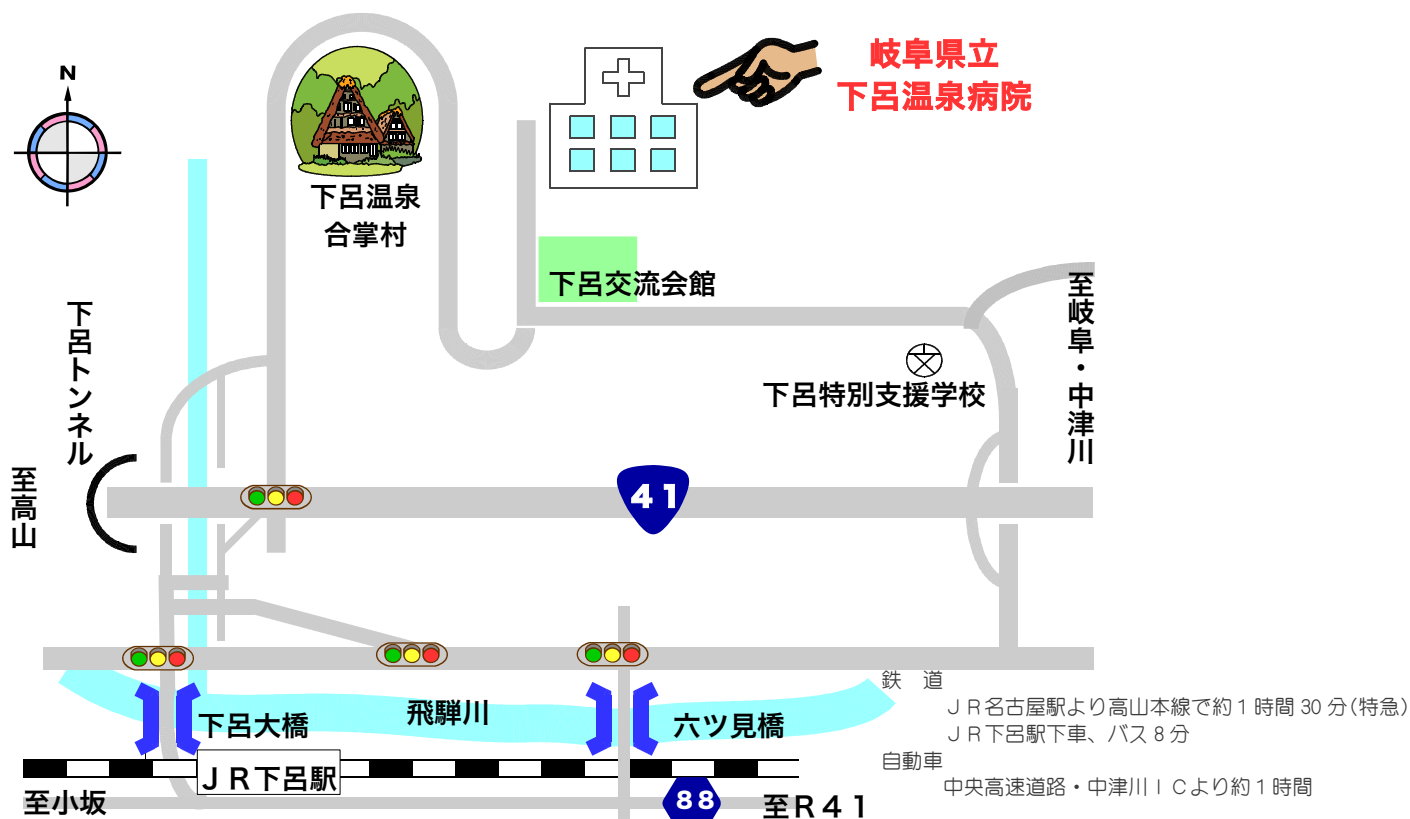 岐阜県立
下呂温泉病院
N
下呂温泉
合掌村
下呂交流会館
至岐阜・中津川
下呂トンネル
下呂特別支援学校
至高山
41
鉄　道
ＪＲ名古屋駅より高山本線で約１時間 30 分（特急）
ＪＲ下呂駅下車、バス８分
自動車
中央高速道路・中津川ＩＣより約１時間
飛騨川
下呂大橋
六ツ見橋
ＪＲ下呂駅
至小坂
88
至Ｒ４１